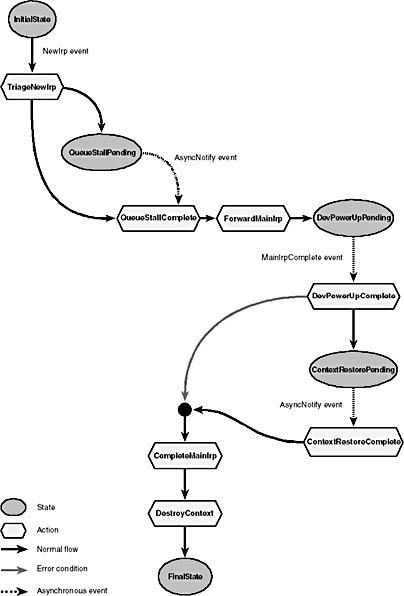 InitialState
NewIrp event
TriageNewIrp
QueueStallPending
AsyncNotify event
QueueStallComplete
ForwardMainIrp
DevPowerUpPending
MainIrpComplete event
DevPowerUpComplete
ContextRestorePending
AsyncNotify event
ContextRestoreComplete
CompleteMainIrp
DestroyContext
FinalState
State
Action
Normal flow
Error condition
Asynchronous event